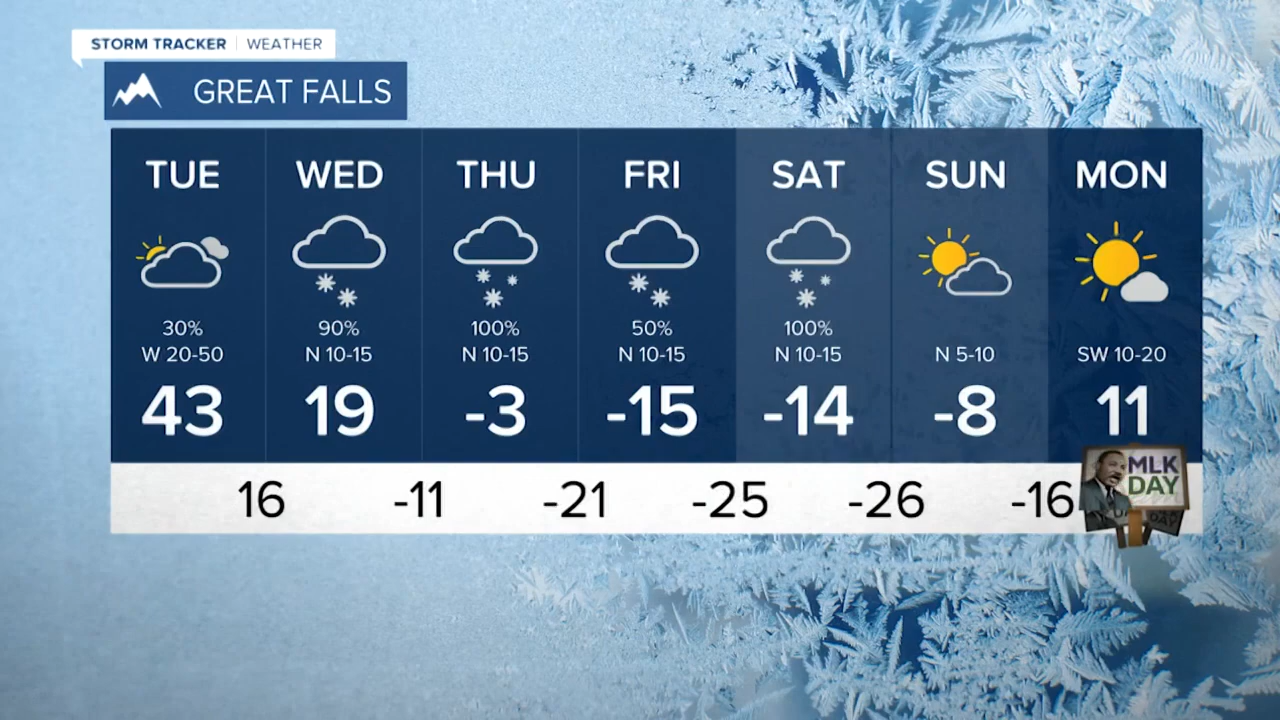 STORM TRACKER | WEATHER
GREAT FALLS
TUE WED THU FRI SAT SUN MON
30% 90% 100% 50% 100%
W 20-50 N 10-15 N 10-15 N 10-15 N 10-15 N 5-10 SW 10-20
43 19 -3 -15 -14 -8 11
16 -11 -21 -25 -26 -16
MLK
DAY